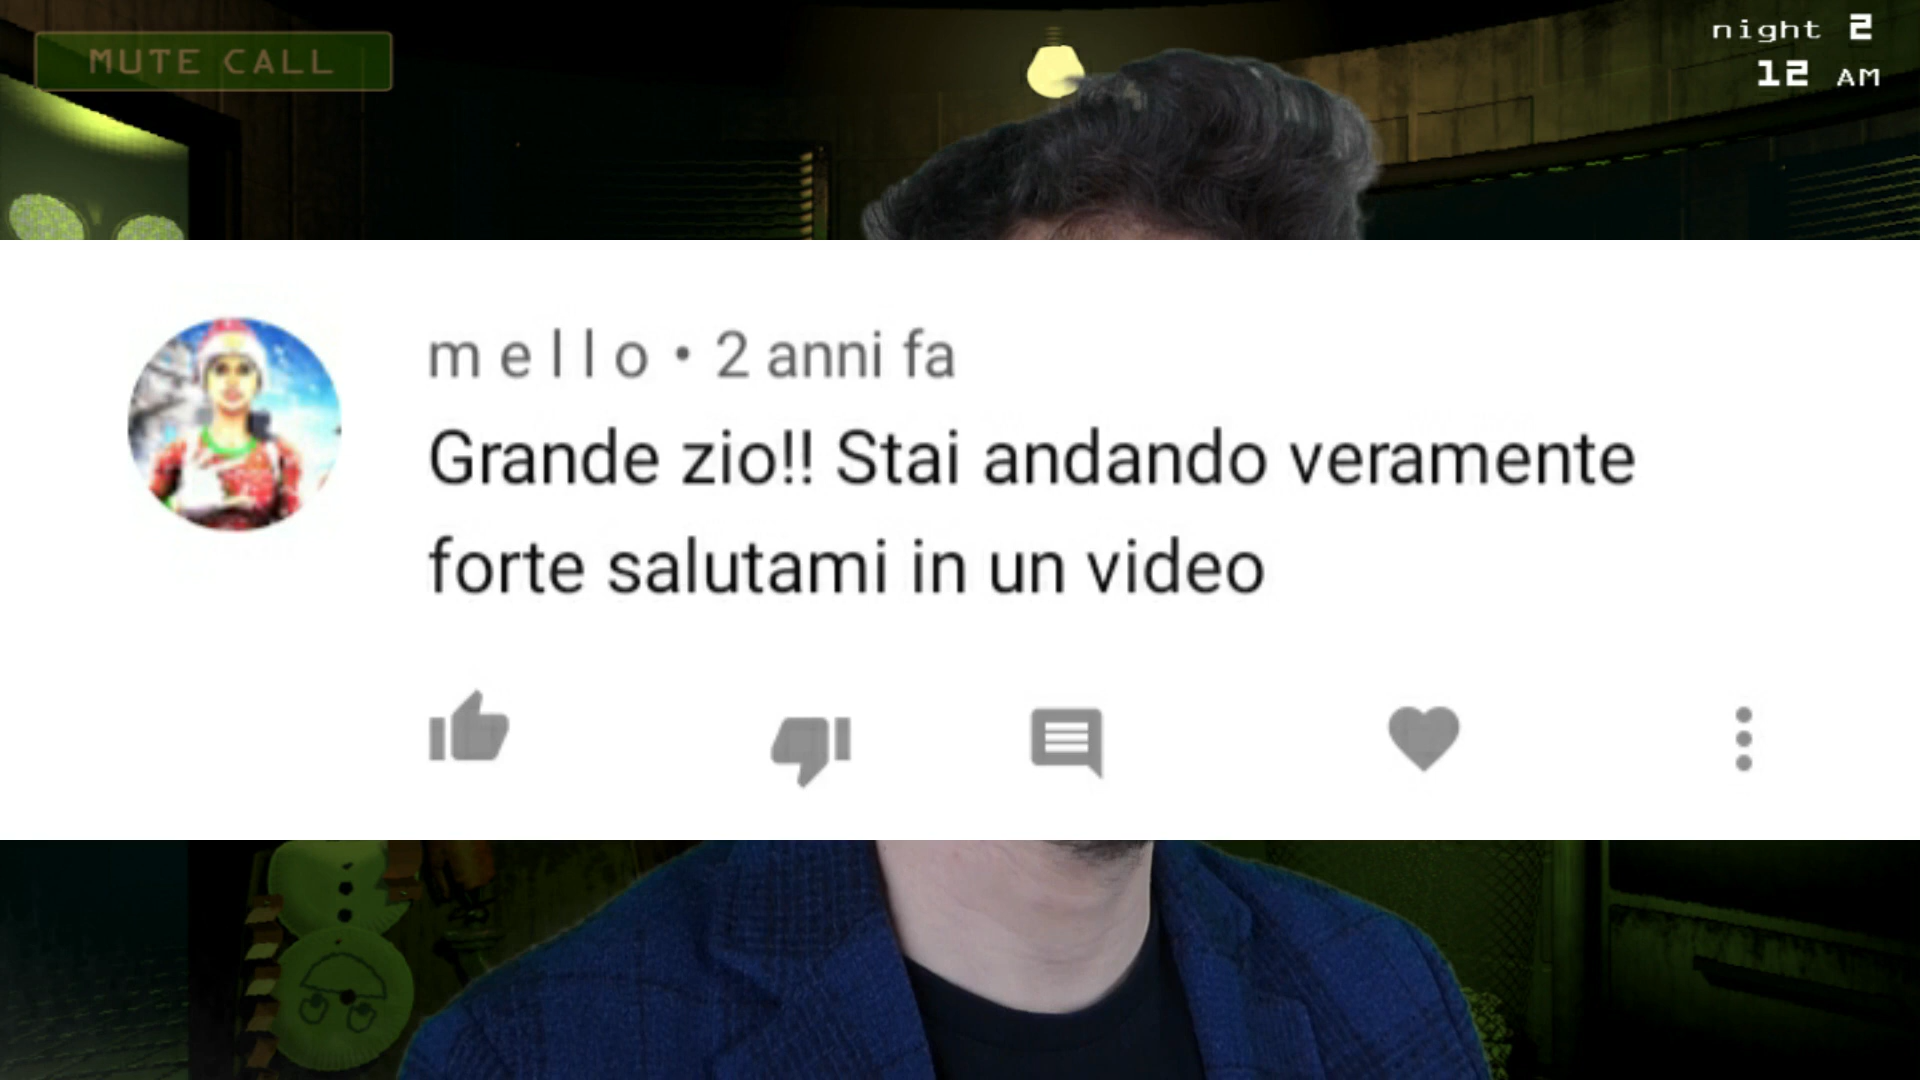 MUTE CALL
night 2
12 AM
m e l l o • 2 anni fa
Grande zio!! Stai andando veramente
forte salutami in un video